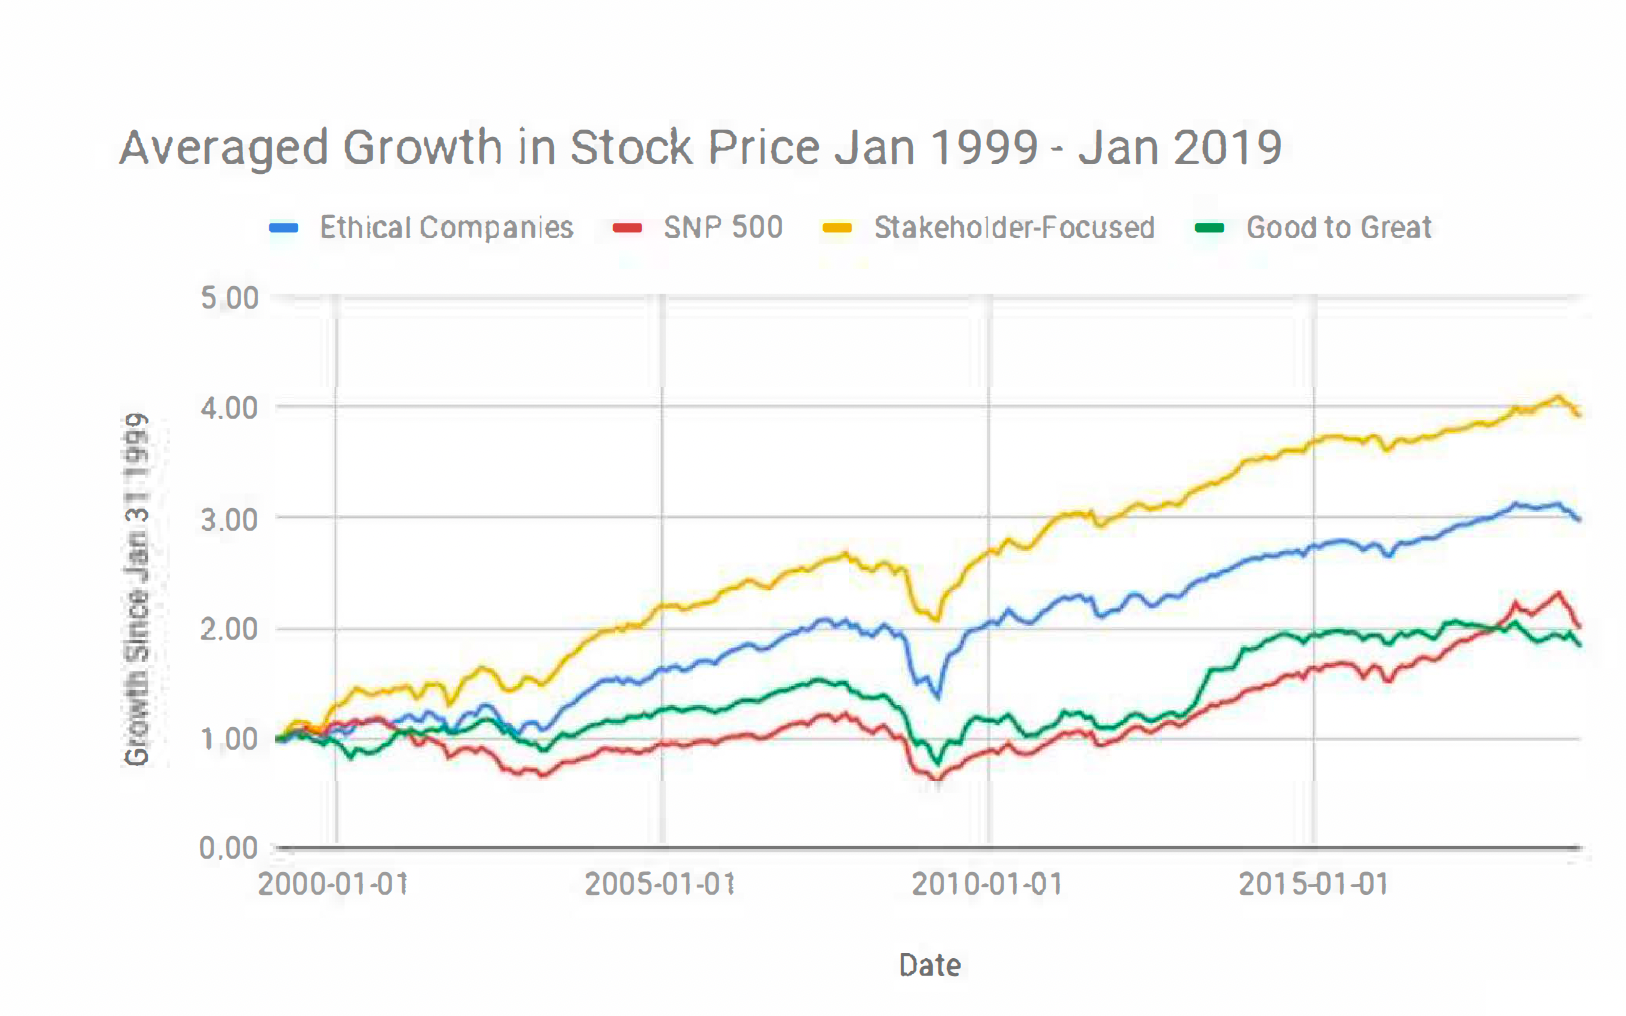 Averaged Growth in Stock Price Jan 1999 - Jan 2019
Ethical Companies SNP 500 Stakeholder-Focused Good to Great
Growth Since Jan 31 1999
5.00
4.00
3.00
2.00
1.00
0.00
2000-01-01 2005-01-01 2010-01-01 2015-01-01
Date